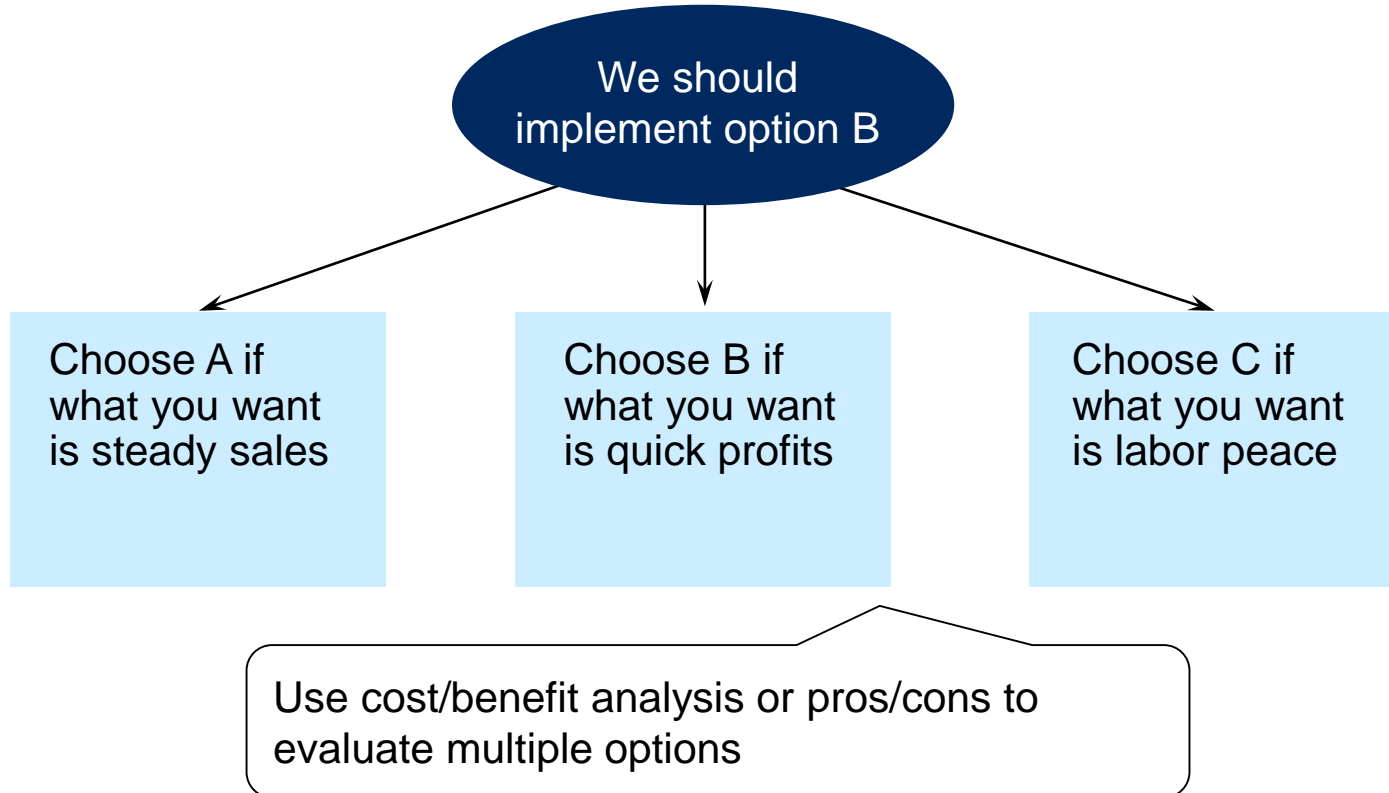 We should
implement option B
Choose A if
what you want
is steady sales
Choose B if
what you want
is quick profits
Choose C if
what you want
is labor peace
Use cost/benefit analysis or pros/cons to
evaluate multiple options